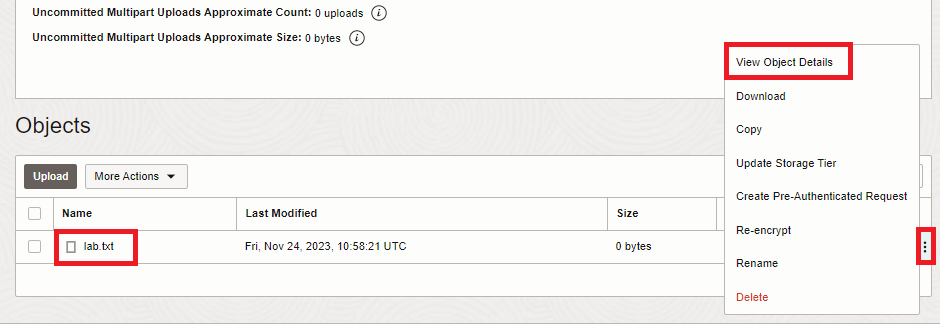 Uncommitted Multipart Uploads Approximate Count: 0 uploads
Uncommitted Multipart Uploads Approximate Size: 0 bytes
Objects
Upload
More Actions
Name
Last Modified
Size
lab.txt
Fri, Nov 24, 2023, 10:58:21 UTC
0 bytes
View Object Details
Download
Copy
Update Storage Tier
Create Pre-Authenticated Request
Re-encrypt
Rename
Delete